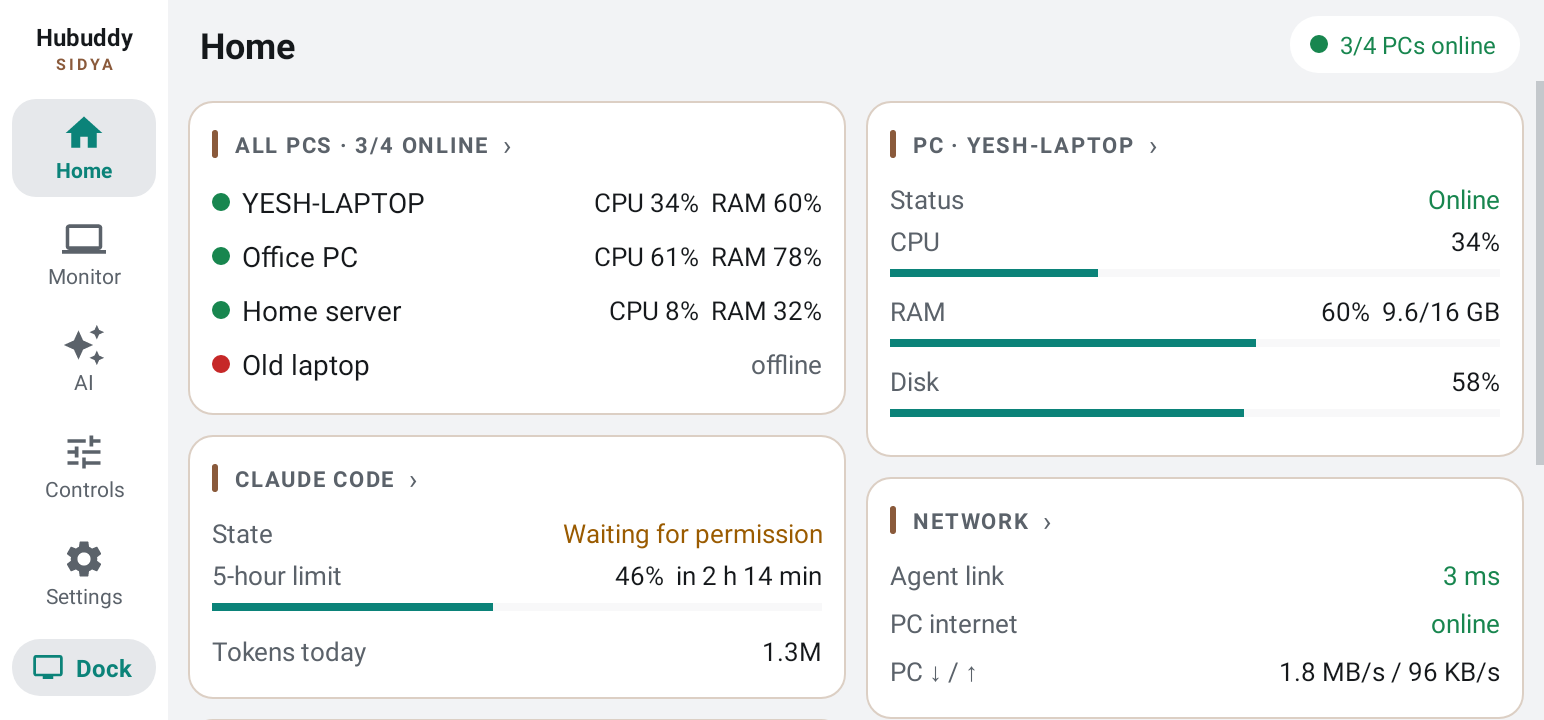 Hubuddy
SIDYA
Home
Monitor
AI
Controls
Settings
Dock
Home
3/4 PCs online
ALL PCS · 3/4 ONLINE ›
YESH-LAPTOP CPU 34% RAM 60%
Office PC CPU 61% RAM 78%
Home server CPU 8% RAM 32%
Old laptop offline
CLAUDE CODE ›
State Waiting for permission
5-hour limit 46% in 2 h 14 min
Tokens today 1.3M
PC · YESH-LAPTOP ›
Status Online
CPU 34%
RAM 60% 9.6/16 GB
Disk 58%
NETWORK ›
Agent link 3 ms
PC internet online
PC ↓ / ↑ 1.8 MB/s / 96 KB/s